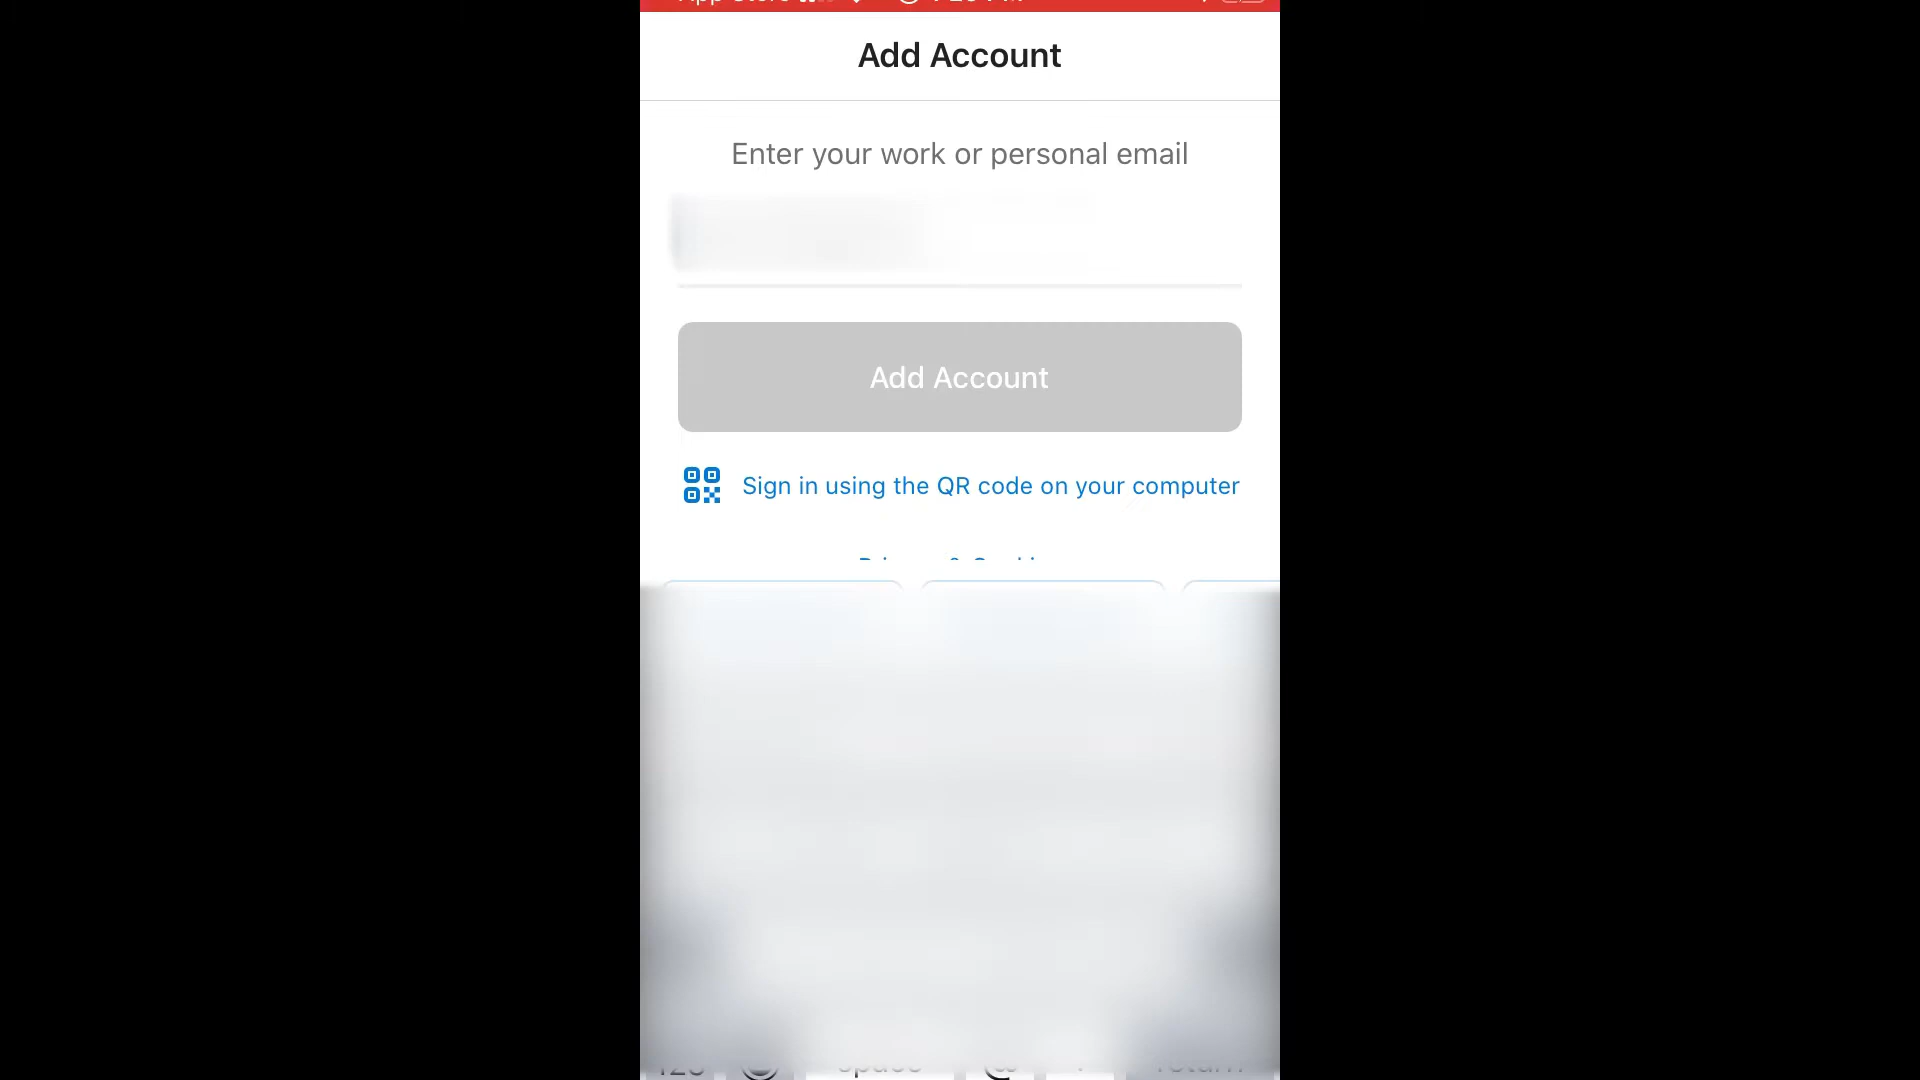 Add Account
Enter your work or personal email
Add Account
Sign in using the QR code on your computer